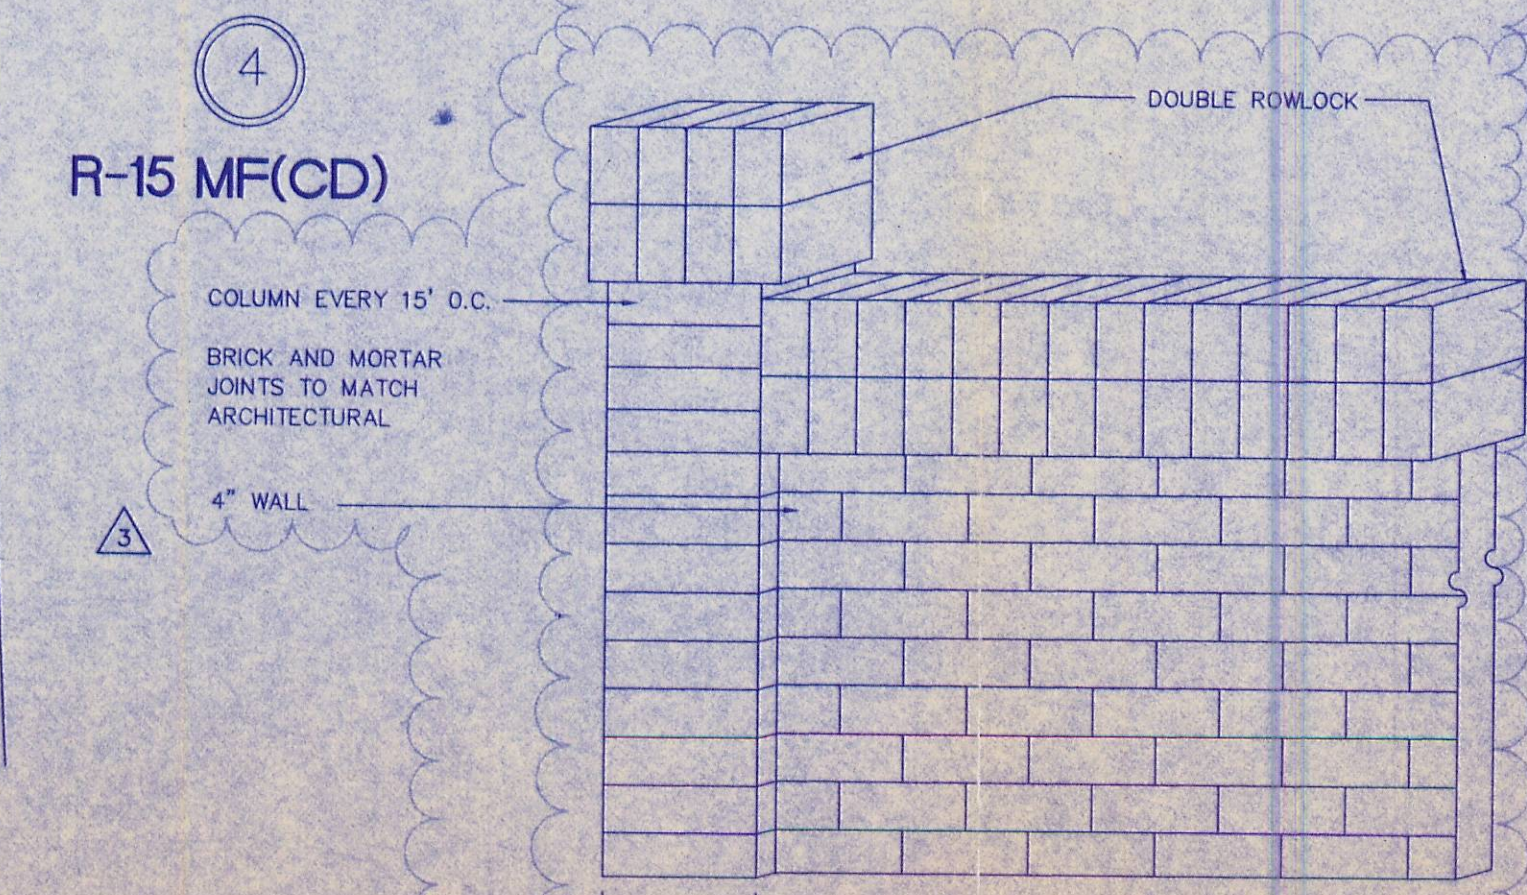 4
R-15 MF(CD)
DOUBLE ROWLOCK
COLUMN EVERY 15' O.C.
BRICK AND MORTAR
JOINTS TO MATCH
ARCHITECTURAL
4" WALL
3